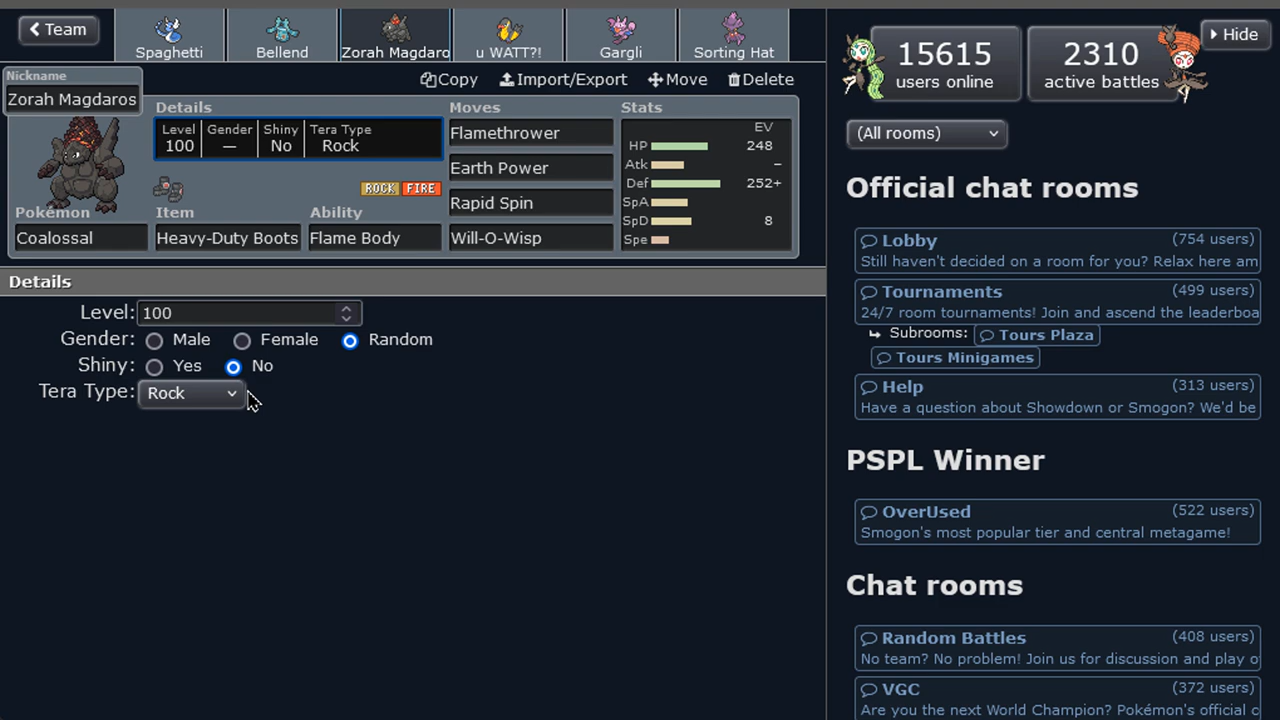 Team
Spaghetti
Bellend
Zorah Magdaro
u WATT?!
Gargli
Sorting Hat
Copy
Import/Export
Move
Delete
Nickname
Zorah Magdaros
Details
Level
100
Gender
—
Shiny
No
Tera Type
Rock
ROCK FIRE
Pokémon
Coalossal
Item
Heavy-Duty Boots
Ability
Flame Body
Moves
Flamethrower
Earth Power
Rapid Spin
Will-O-Wisp
Stats
EV
HP 248
Atk –
Def 252+
SpA
SpD 8
Spe
Details
Level: 100
Gender: Male Female Random
Shiny: Yes No
Tera Type: Rock
15615
users online
2310
active battles
Hide
(All rooms)
Official chat rooms
Lobby (754 users)
Still haven't decided on a room for you? Relax here am
Tournaments (499 users)
24/7 room tournaments! Join and ascend the leaderboa
Subrooms: Tours Plaza
Tours Minigames
Help (313 users)
Have a question about Showdown or Smogon? We'd be
PSPL Winner
OverUsed (522 users)
Smogon's most popular tier and central metagame!
Chat rooms
Random Battles (408 users)
No team? No problem! Join us for discussion and play o
VGC (372 users)
Are you the next World Champion? Pokémon's official c